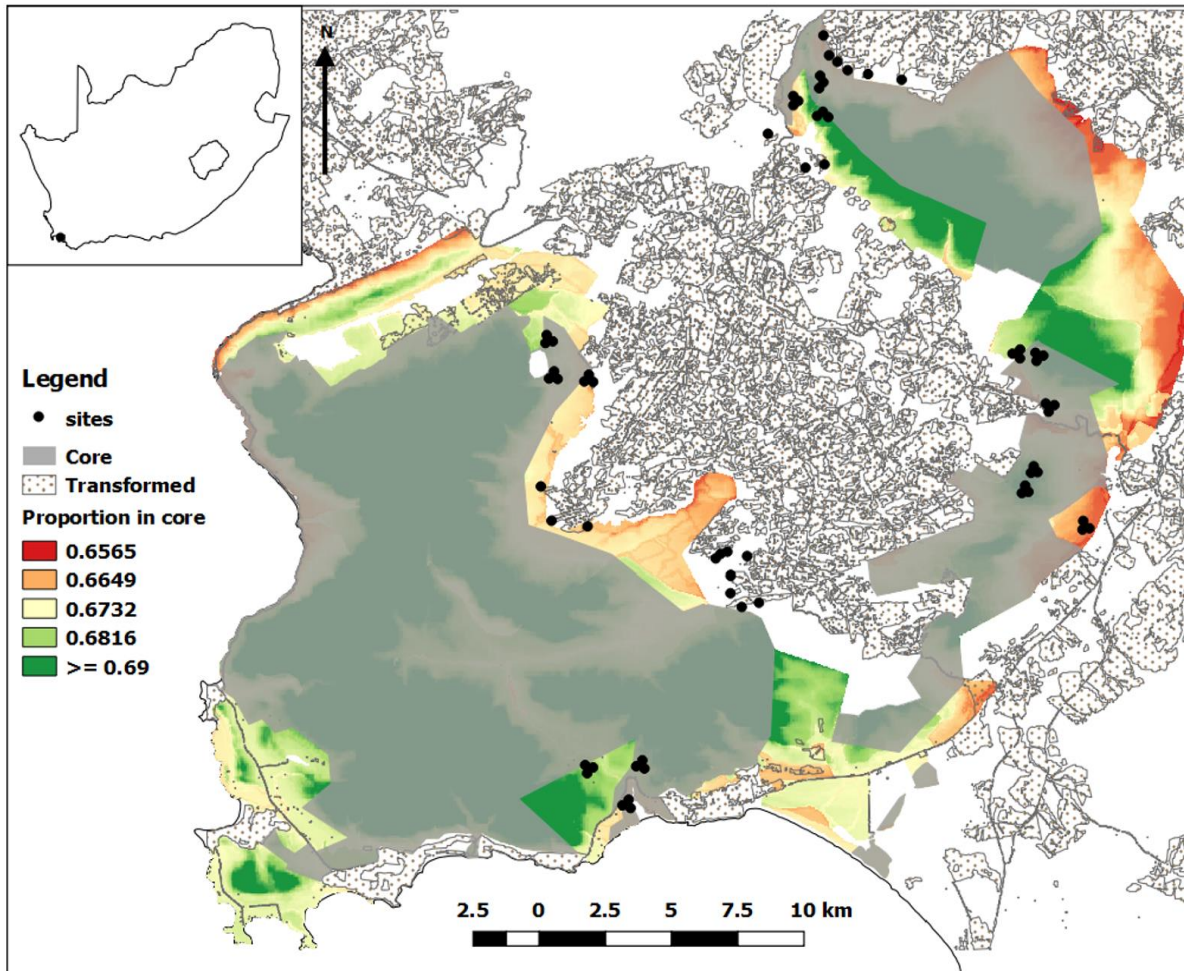 N
Legend
sites
Core
Transformed
Proportion in core
0.6565
0.6649
0.6732
0.6816
>= 0.69
2.5 0 2.5 5 7.5 10 km